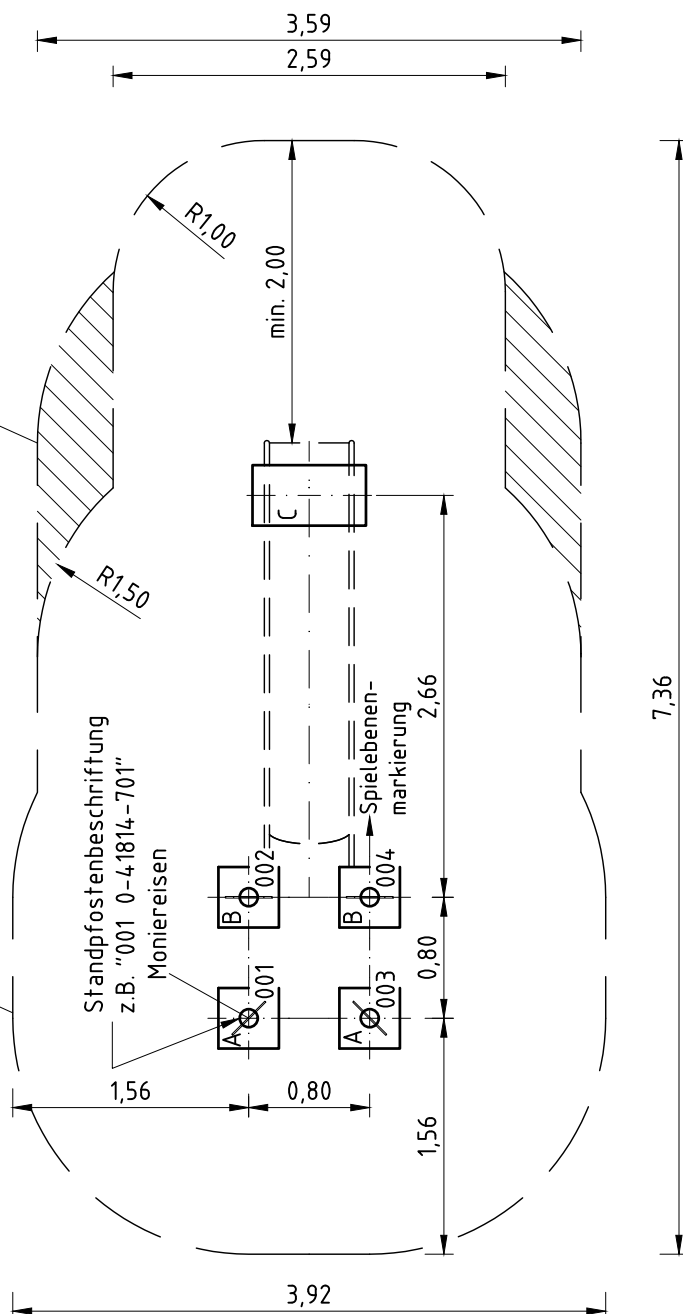 3,59
2,59
R1,00
min. 2,00
C
R1,50
2,66
7,36
Spielebenen-
markierung
Standpfostenbeschriftung
z.B. "001 0-41814-701"
Moniereisen
002
004
B
B
0,80
001
003
A
A
1,56
0,80
1,56
3,92